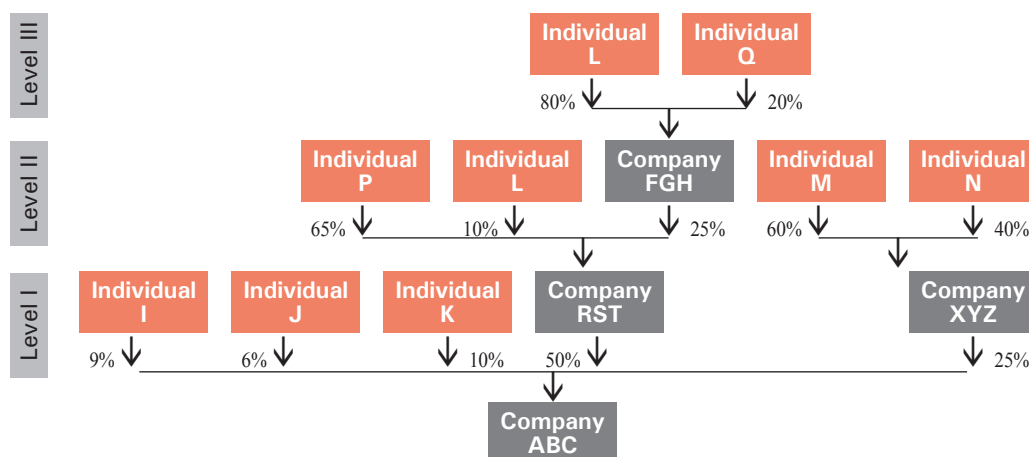 Level III
Individual
L
Individual
Q
80%
20%
Level II
Individual
P
Individual
L
Company
FGH
Individual
M
Individual
N
65%
10%
25%
60%
40%
Level I
Individual
I
Individual
J
Individual
K
Company
RST
Company
XYZ
9%
6%
10%
50%
25%
Company
ABC